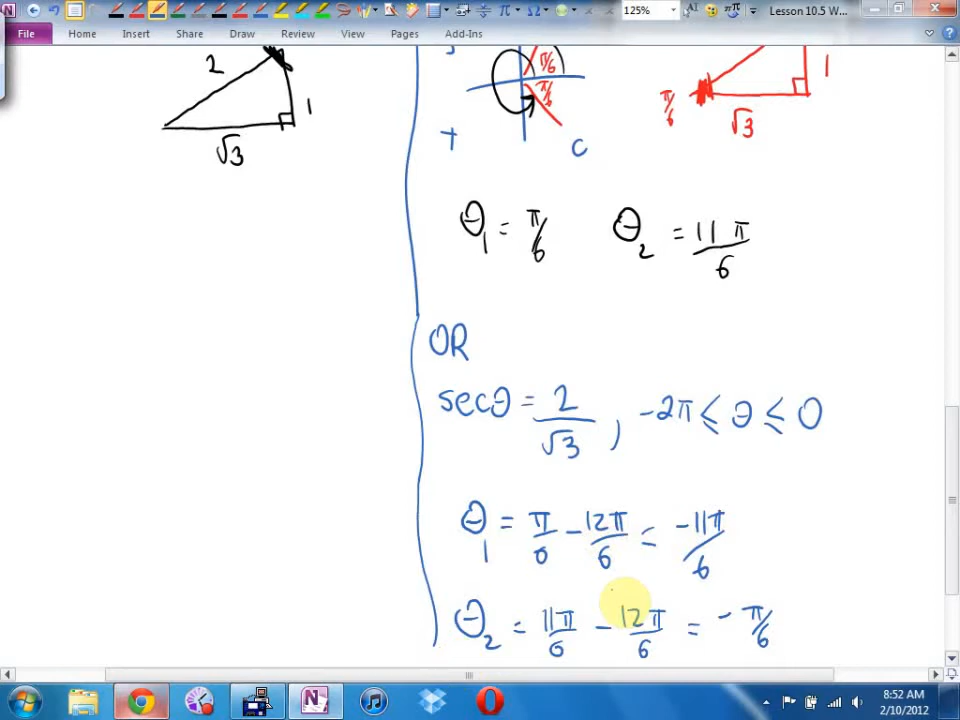 125%
Lesson 10.5 W...
File Home Insert Share Review View Pages Add-Ins
2
1
√3
π/6
π/6
T
C
π/6
1
√3
θ₁ = π/6
θ₂ = 11π/6
OR
secθ = 2/√3 , -2π ≤ θ ≤ 0
θ₁ = π/6 - 12π/6 = -11π/6
θ₂ = 11π/6 - 12π/6 = -π/6
8:52 AM
2/10/2012